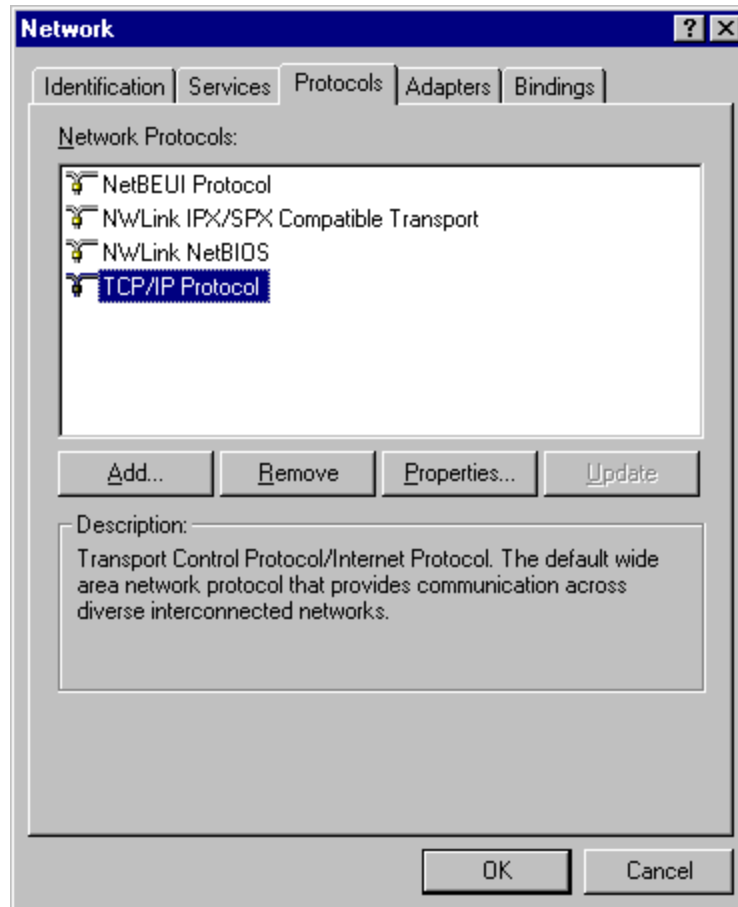 Network
Identification Services Protocols Adapters Bindings
Network Protocols:
NetBEUI Protocol
NWLink IPX/SPX Compatible Transport
NWLink NetBIOS
TCP/IP Protocol
Add... Remove Properties... Update
Description:
Transport Control Protocol/Internet Protocol. The default wide
area network protocol that provides communication across
diverse interconnected networks.
OK Cancel